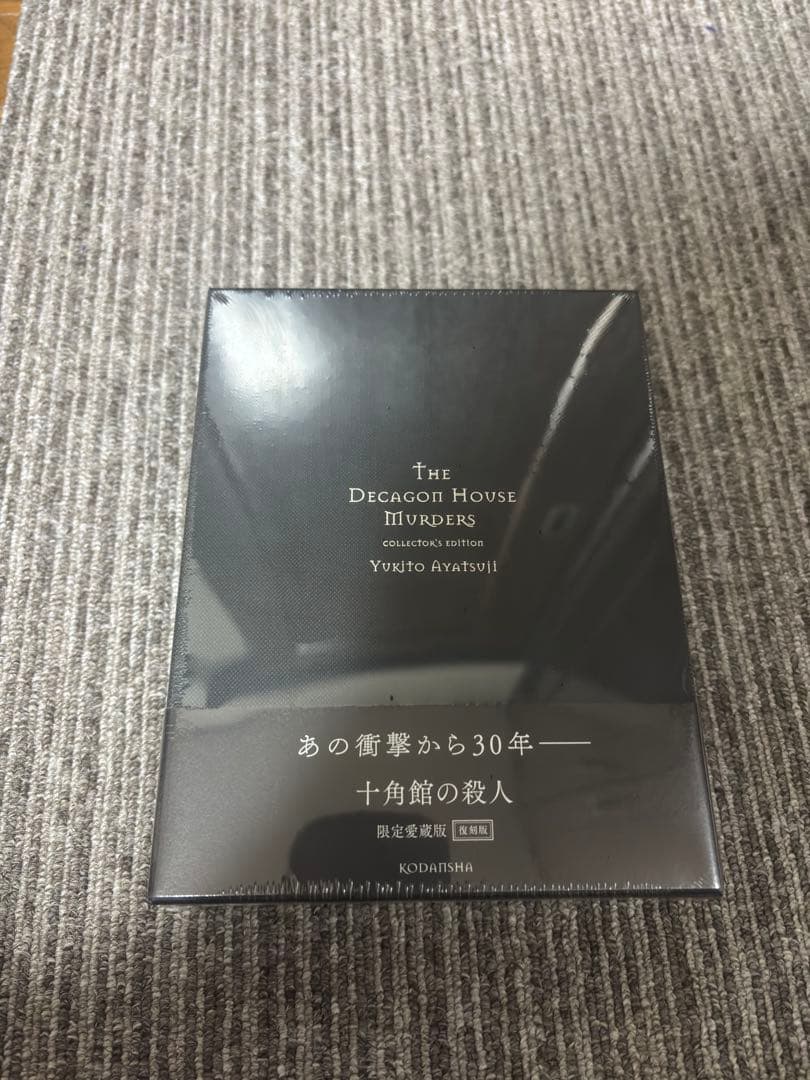 THE
DECAGON HOUSE
MURDERS
COLLECTOR'S EDITION
YUKITO AYATSUJI
あの衝撃から30年――
十角館の殺人
限定愛蔵版 復刻版
KODANSHA